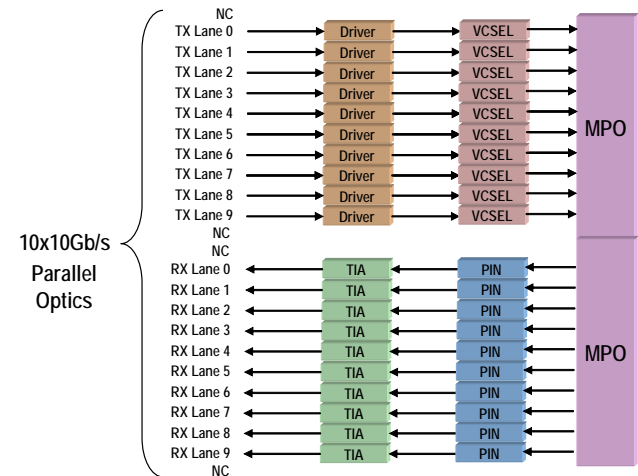 NC
TX Lane 0 Driver VCSEL
TX Lane 1 Driver VCSEL
TX Lane 2 Driver VCSEL
TX Lane 3 Driver VCSEL
TX Lane 4 Driver VCSEL
TX Lane 5 Driver VCSEL
TX Lane 6 Driver VCSEL
TX Lane 7 Driver VCSEL
TX Lane 8 Driver VCSEL
TX Lane 9 Driver VCSEL
MPO
NC
10x10Gb/s
Parallel
Optics
NC
RX Lane 0 TIA PIN
RX Lane 1 TIA PIN
RX Lane 2 TIA PIN
RX Lane 3 TIA PIN
RX Lane 4 TIA PIN
RX Lane 5 TIA PIN
RX Lane 6 TIA PIN
RX Lane 7 TIA PIN
RX Lane 8 TIA PIN
RX Lane 9 TIA PIN
MPO
NC